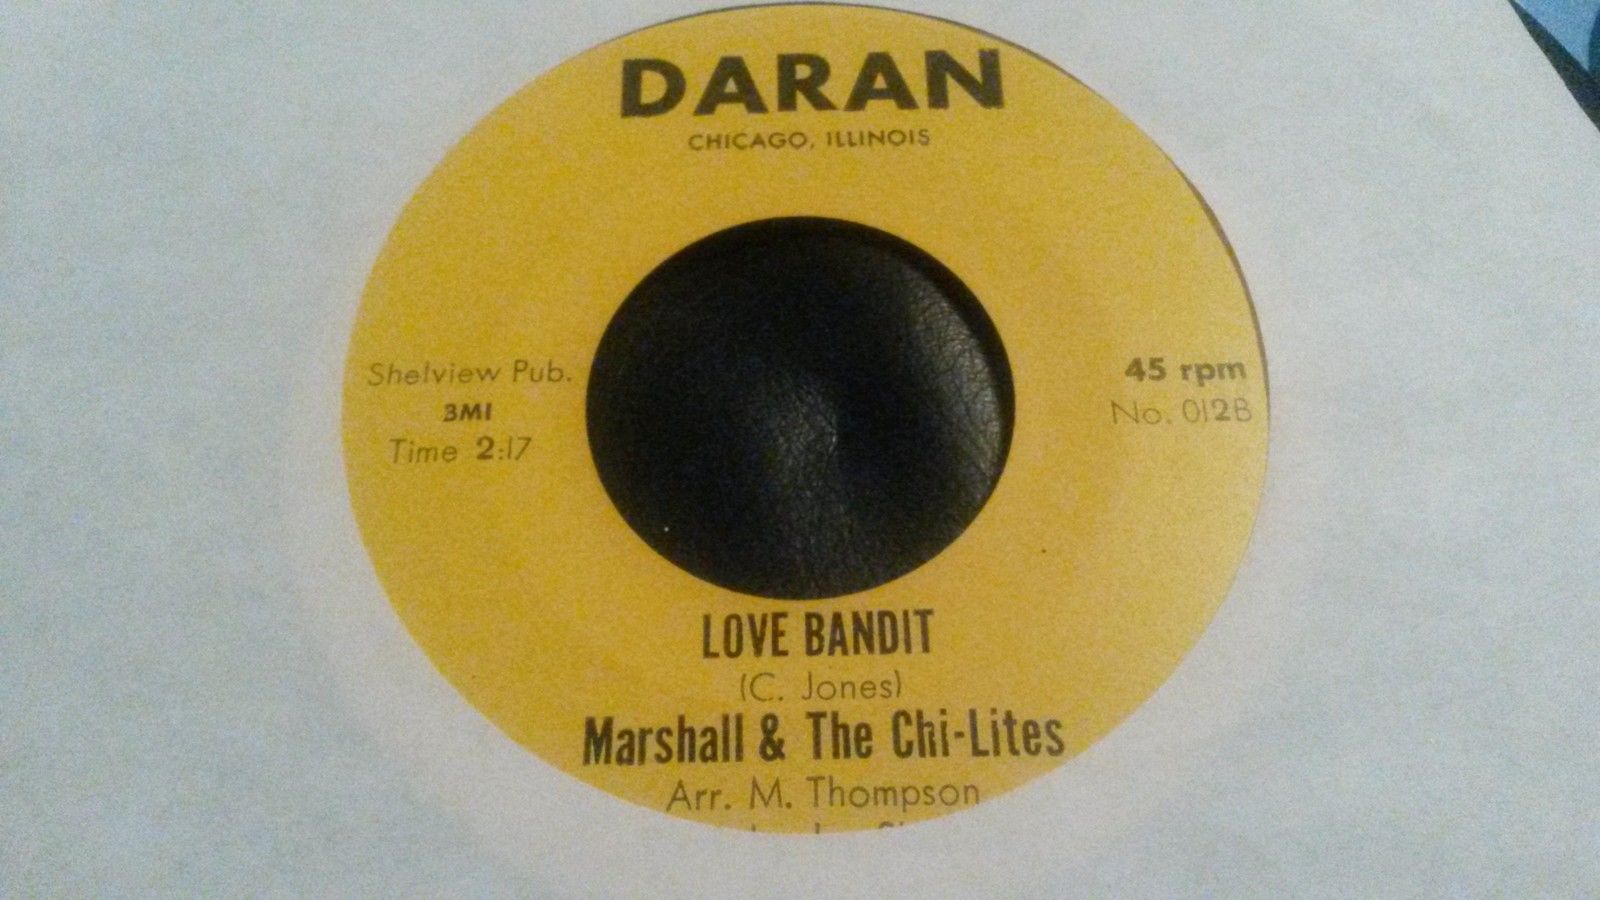 DARAN
CHICAGO, ILLINOIS
Shelview Pub.
BMI
Time 2:17
45 rpm
No. 012B
LOVE BANDIT
(C. Jones)
Marshall & The Chi-Lites
Arr. M. Thompson